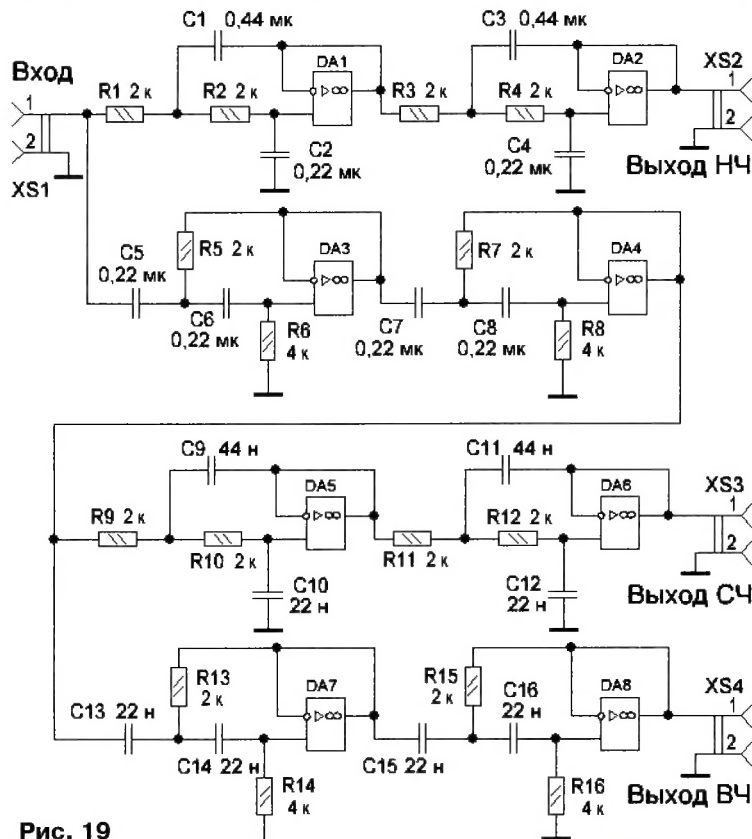 C1 0,44 мк
C3 0,44 мк
Вход
1
2
XS1
R1 2 к
R2 2 к
DA1
▷∞
C2
0,22 мк
R3 2 к
R4 2 к
DA2
▷∞
C4
0,22 мк
XS2
1
2
Выход НЧ
C5
0,22 мк
R5 2 к
C6
0,22 мк
DA3
▷∞
R6
4 к
C7
0,22 мк
R7 2 к
C8
0,22 мк
DA4
▷∞
R8
4 к
C9 44 н
R9 2 к
R10 2 к
DA5
▷∞
C10
22 н
C11 44 н
R11 2 к
R12 2 к
DA6
▷∞
C12
22 н
XS3
1
2
Выход СЧ
C13 22 н
R13
2 к
C14 22 н
DA7
▷∞
R14
4 к
C15 22 н
R15
2 к
C16
22 н
DA8
▷∞
R16
4 к
XS4
1
2
Выход ВЧ
Рис. 19